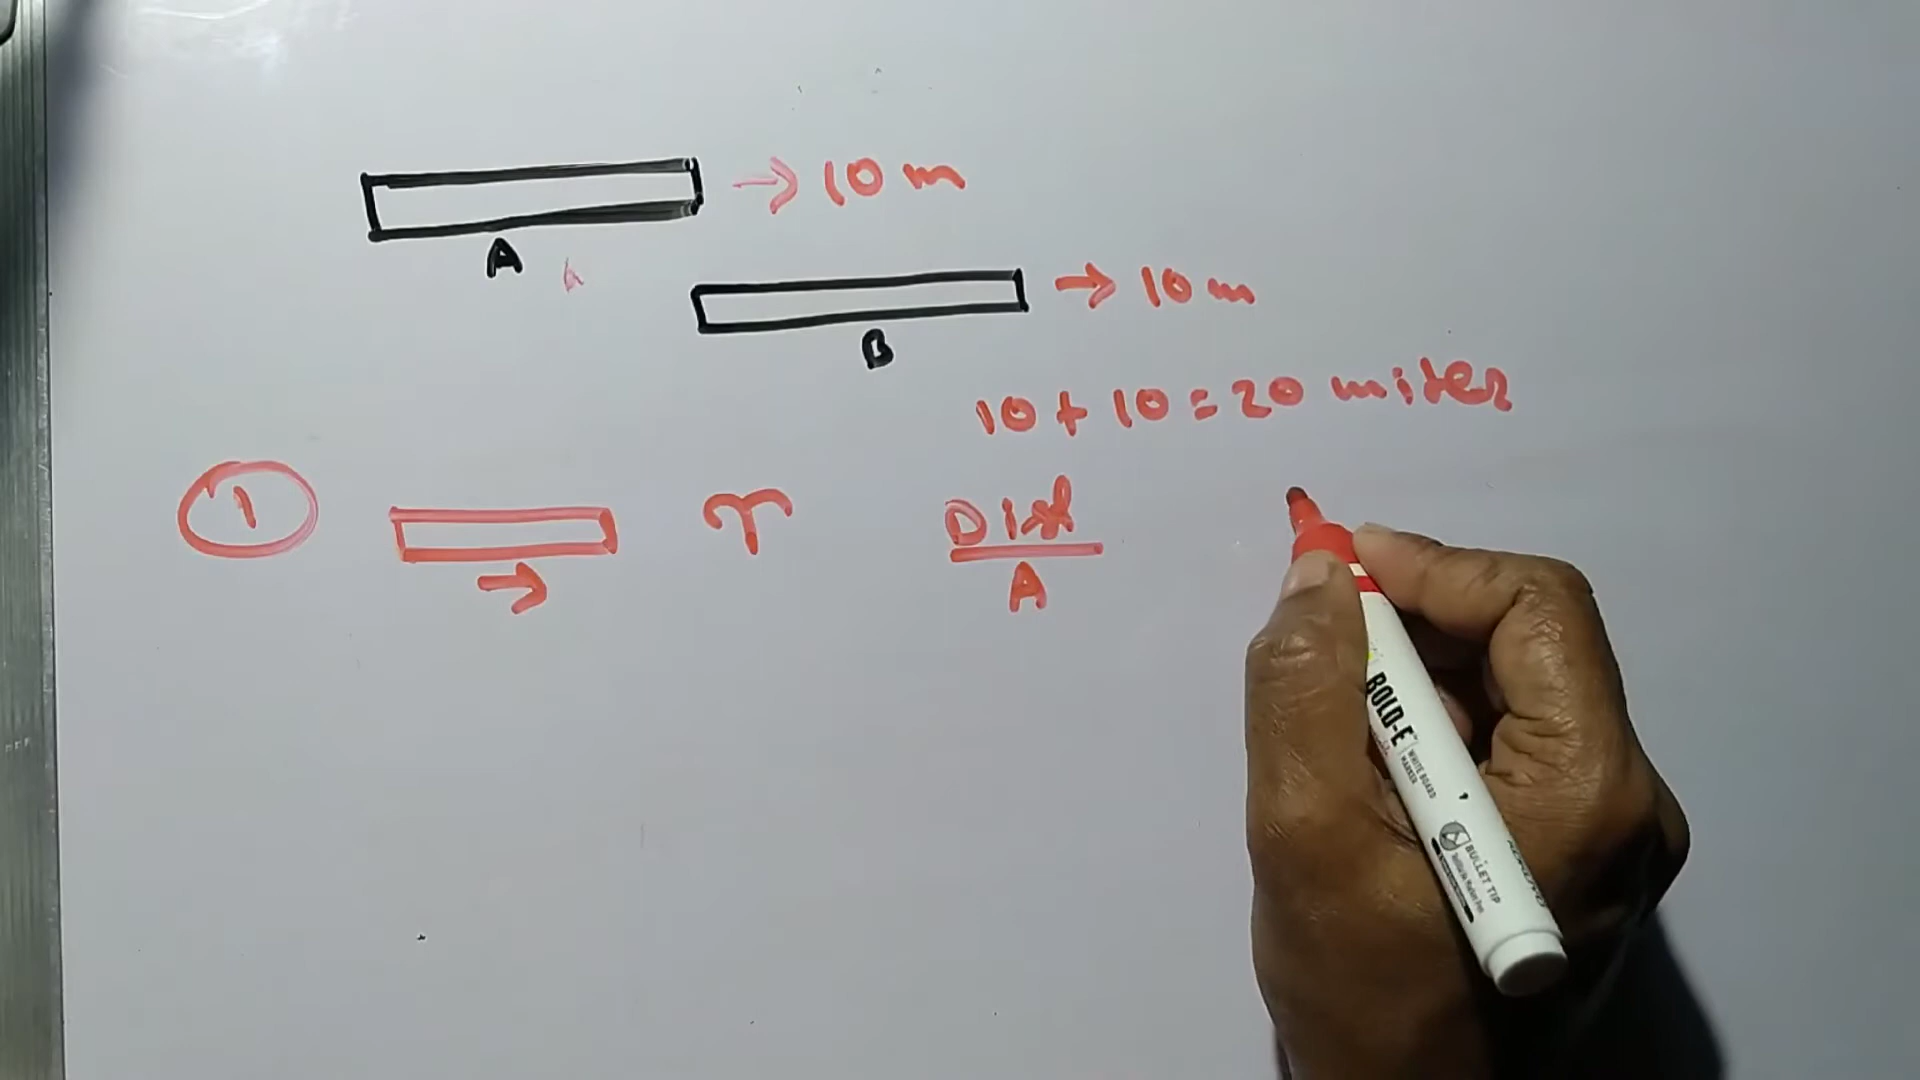 → 10 m
A
→ 10 m
B
10 + 10 = 20 miter
1 → T Dist
A
BOLD-E
WHITE BOARD
MARKER
BULLET TIP